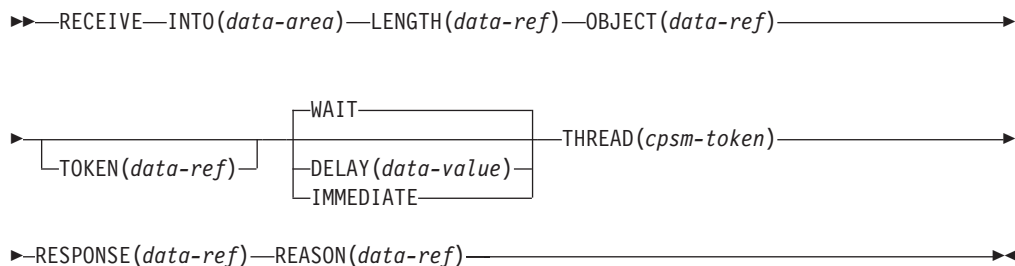 RECEIVE INTO(data-area) LENGTH(data-ref) OBJECT(data-ref)
WAIT
TOKEN(data-ref) DELAY(data-value) THREAD(cpsm-token)
IMMEDIATE
RESPONSE(data-ref) REASON(data-ref)